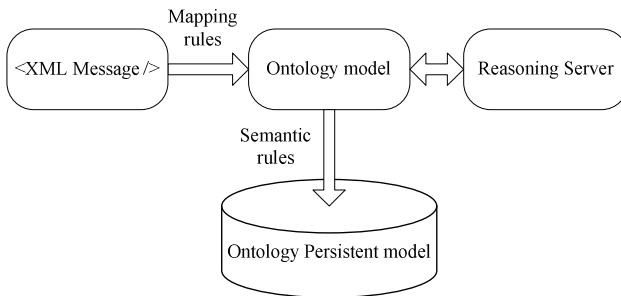 Mapping
rules
<XML Message />
Ontology model
Reasoning Server
Semantic
rules
Ontology Persistent model